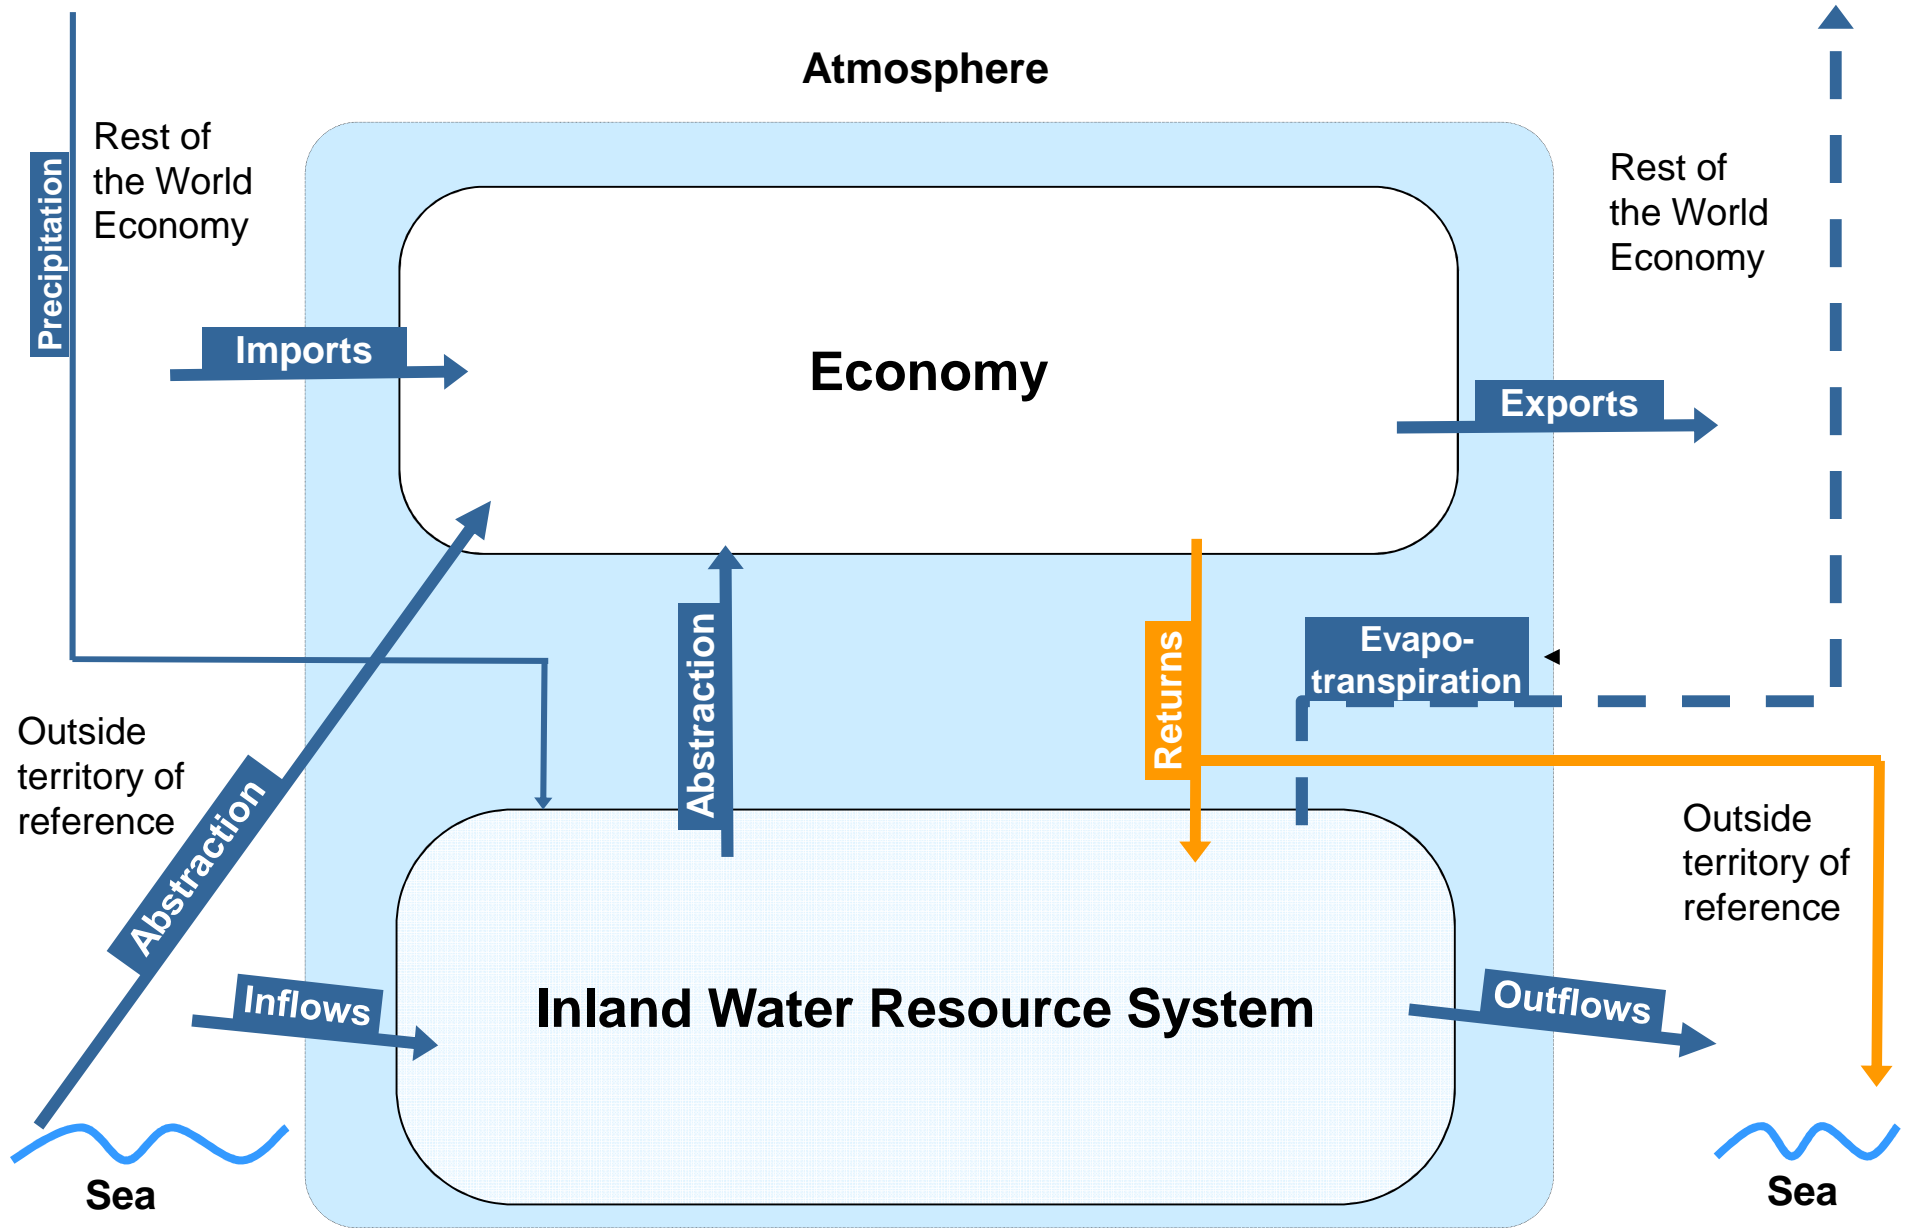 Atmosphere
Rest of
the World
Economy
Precipitation
Rest of
the World
Economy
Imports
Economy
Exports
Abstraction
Returns
Evapo-
transpiration
Outside
territory of
reference
Abstraction
Outside
territory of
reference
Inflows
Inland Water Resource System
Outflows
Sea
Sea